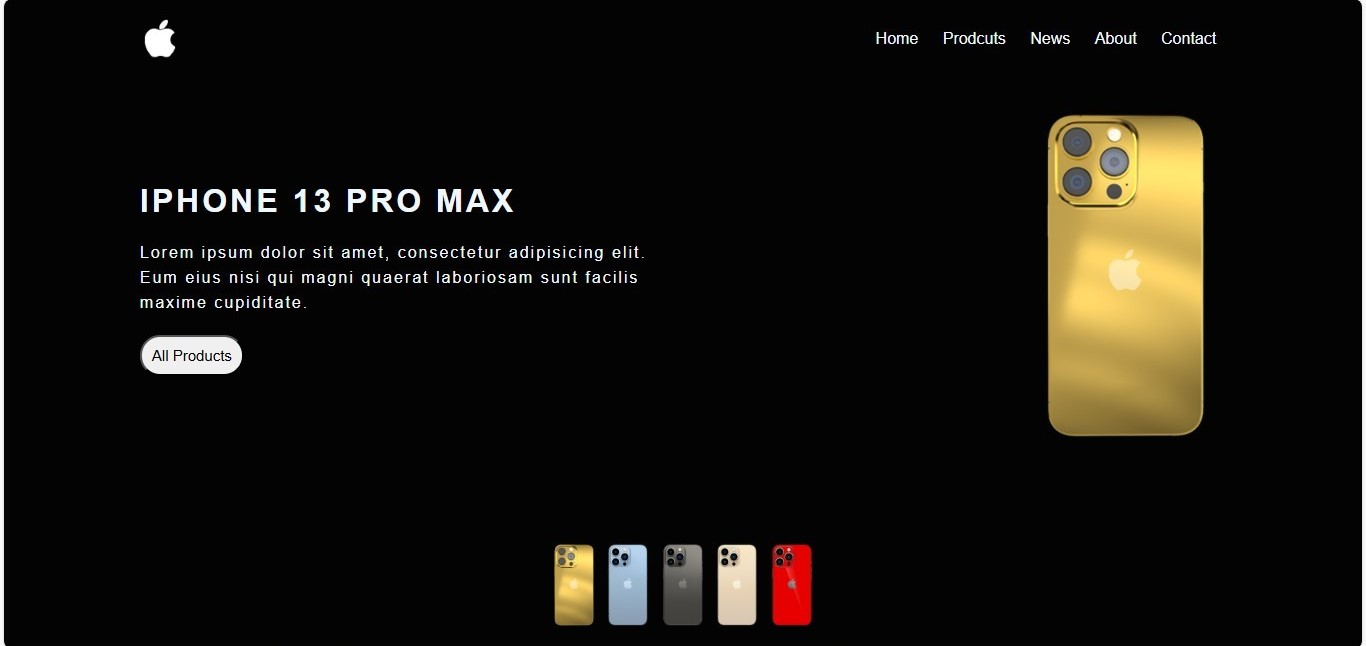 Home Prodcuts News About Contact
IPHONE 13 PRO MAX
Lorem ipsum dolor sit amet, consectetur adipisicing elit.
Eum eius nisi qui magni quaerat laboriosam sunt facilis
maxime cupiditate.
All Products